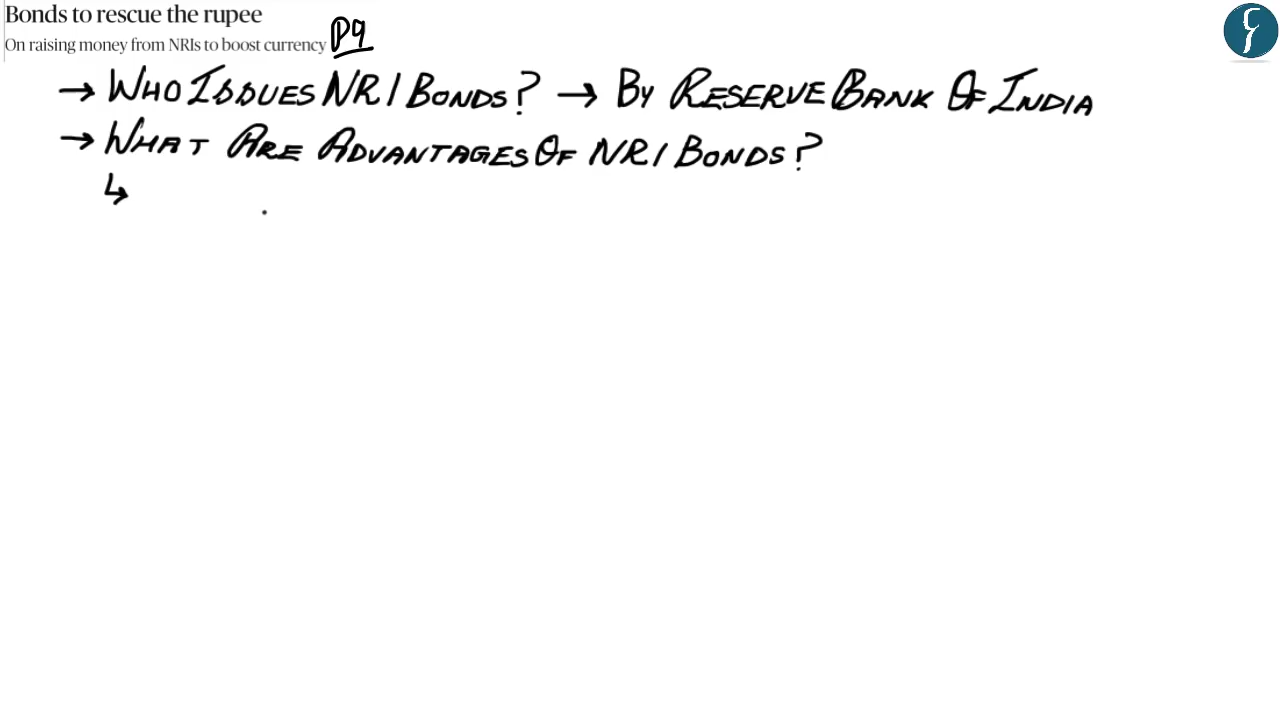 Bonds to rescue the rupee
On raising money from NRIs to boost currency P9
→ WHO ISSUES NRI BONDS? → BY RESERVE BANK OF INDIA
→ WHAT ARE ADVANTAGES OF NRI BONDS?
↳